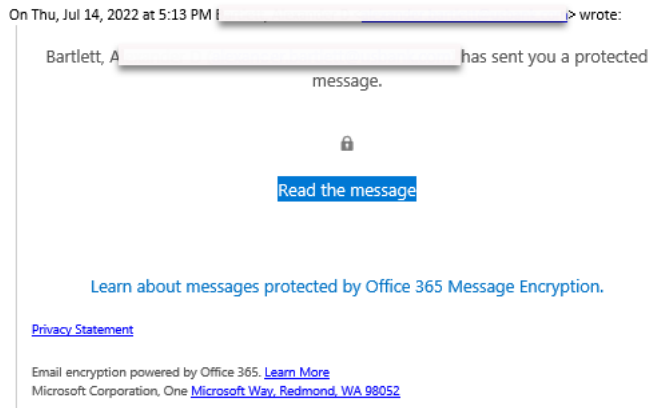 On Thu, Jul 14, 2022 at 5:13 PM > wrote:
Bartlett, A has sent you a protected
message.
Read the message
Learn about messages protected by Office 365 Message Encryption.
Privacy Statement
Email encryption powered by Office 365. Learn More
Microsoft Corporation, One Microsoft Way, Redmond, WA 98052